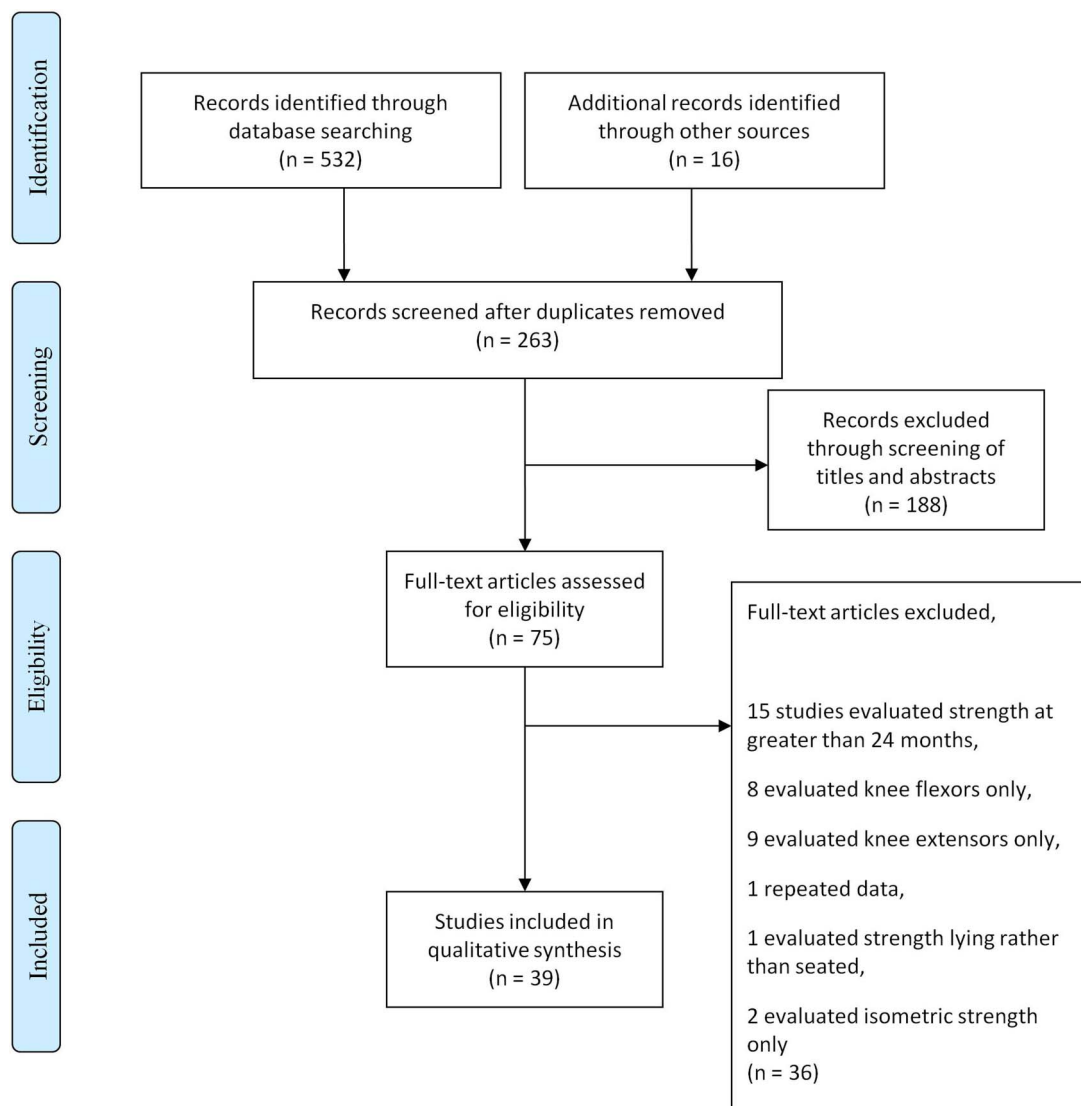 Identification
Records identified through
database searching
(n = 532)
Additional records identified
through other sources
(n = 16)
Screening
Records screened after duplicates removed
(n = 263)
Records excluded
through screening of
titles and abstracts
(n = 188)
Eligibility
Full-text articles assessed
for eligibility
(n = 75)
Full-text articles excluded,
15 studies evaluated strength at
greater than 24 months,
8 evaluated knee flexors only,
9 evaluated knee extensors only,
1 repeated data,
1 evaluated strength lying rather
than seated,
2 evaluated isometric strength
only
(n = 36)
Included
Studies included in
qualitative synthesis
(n = 39)